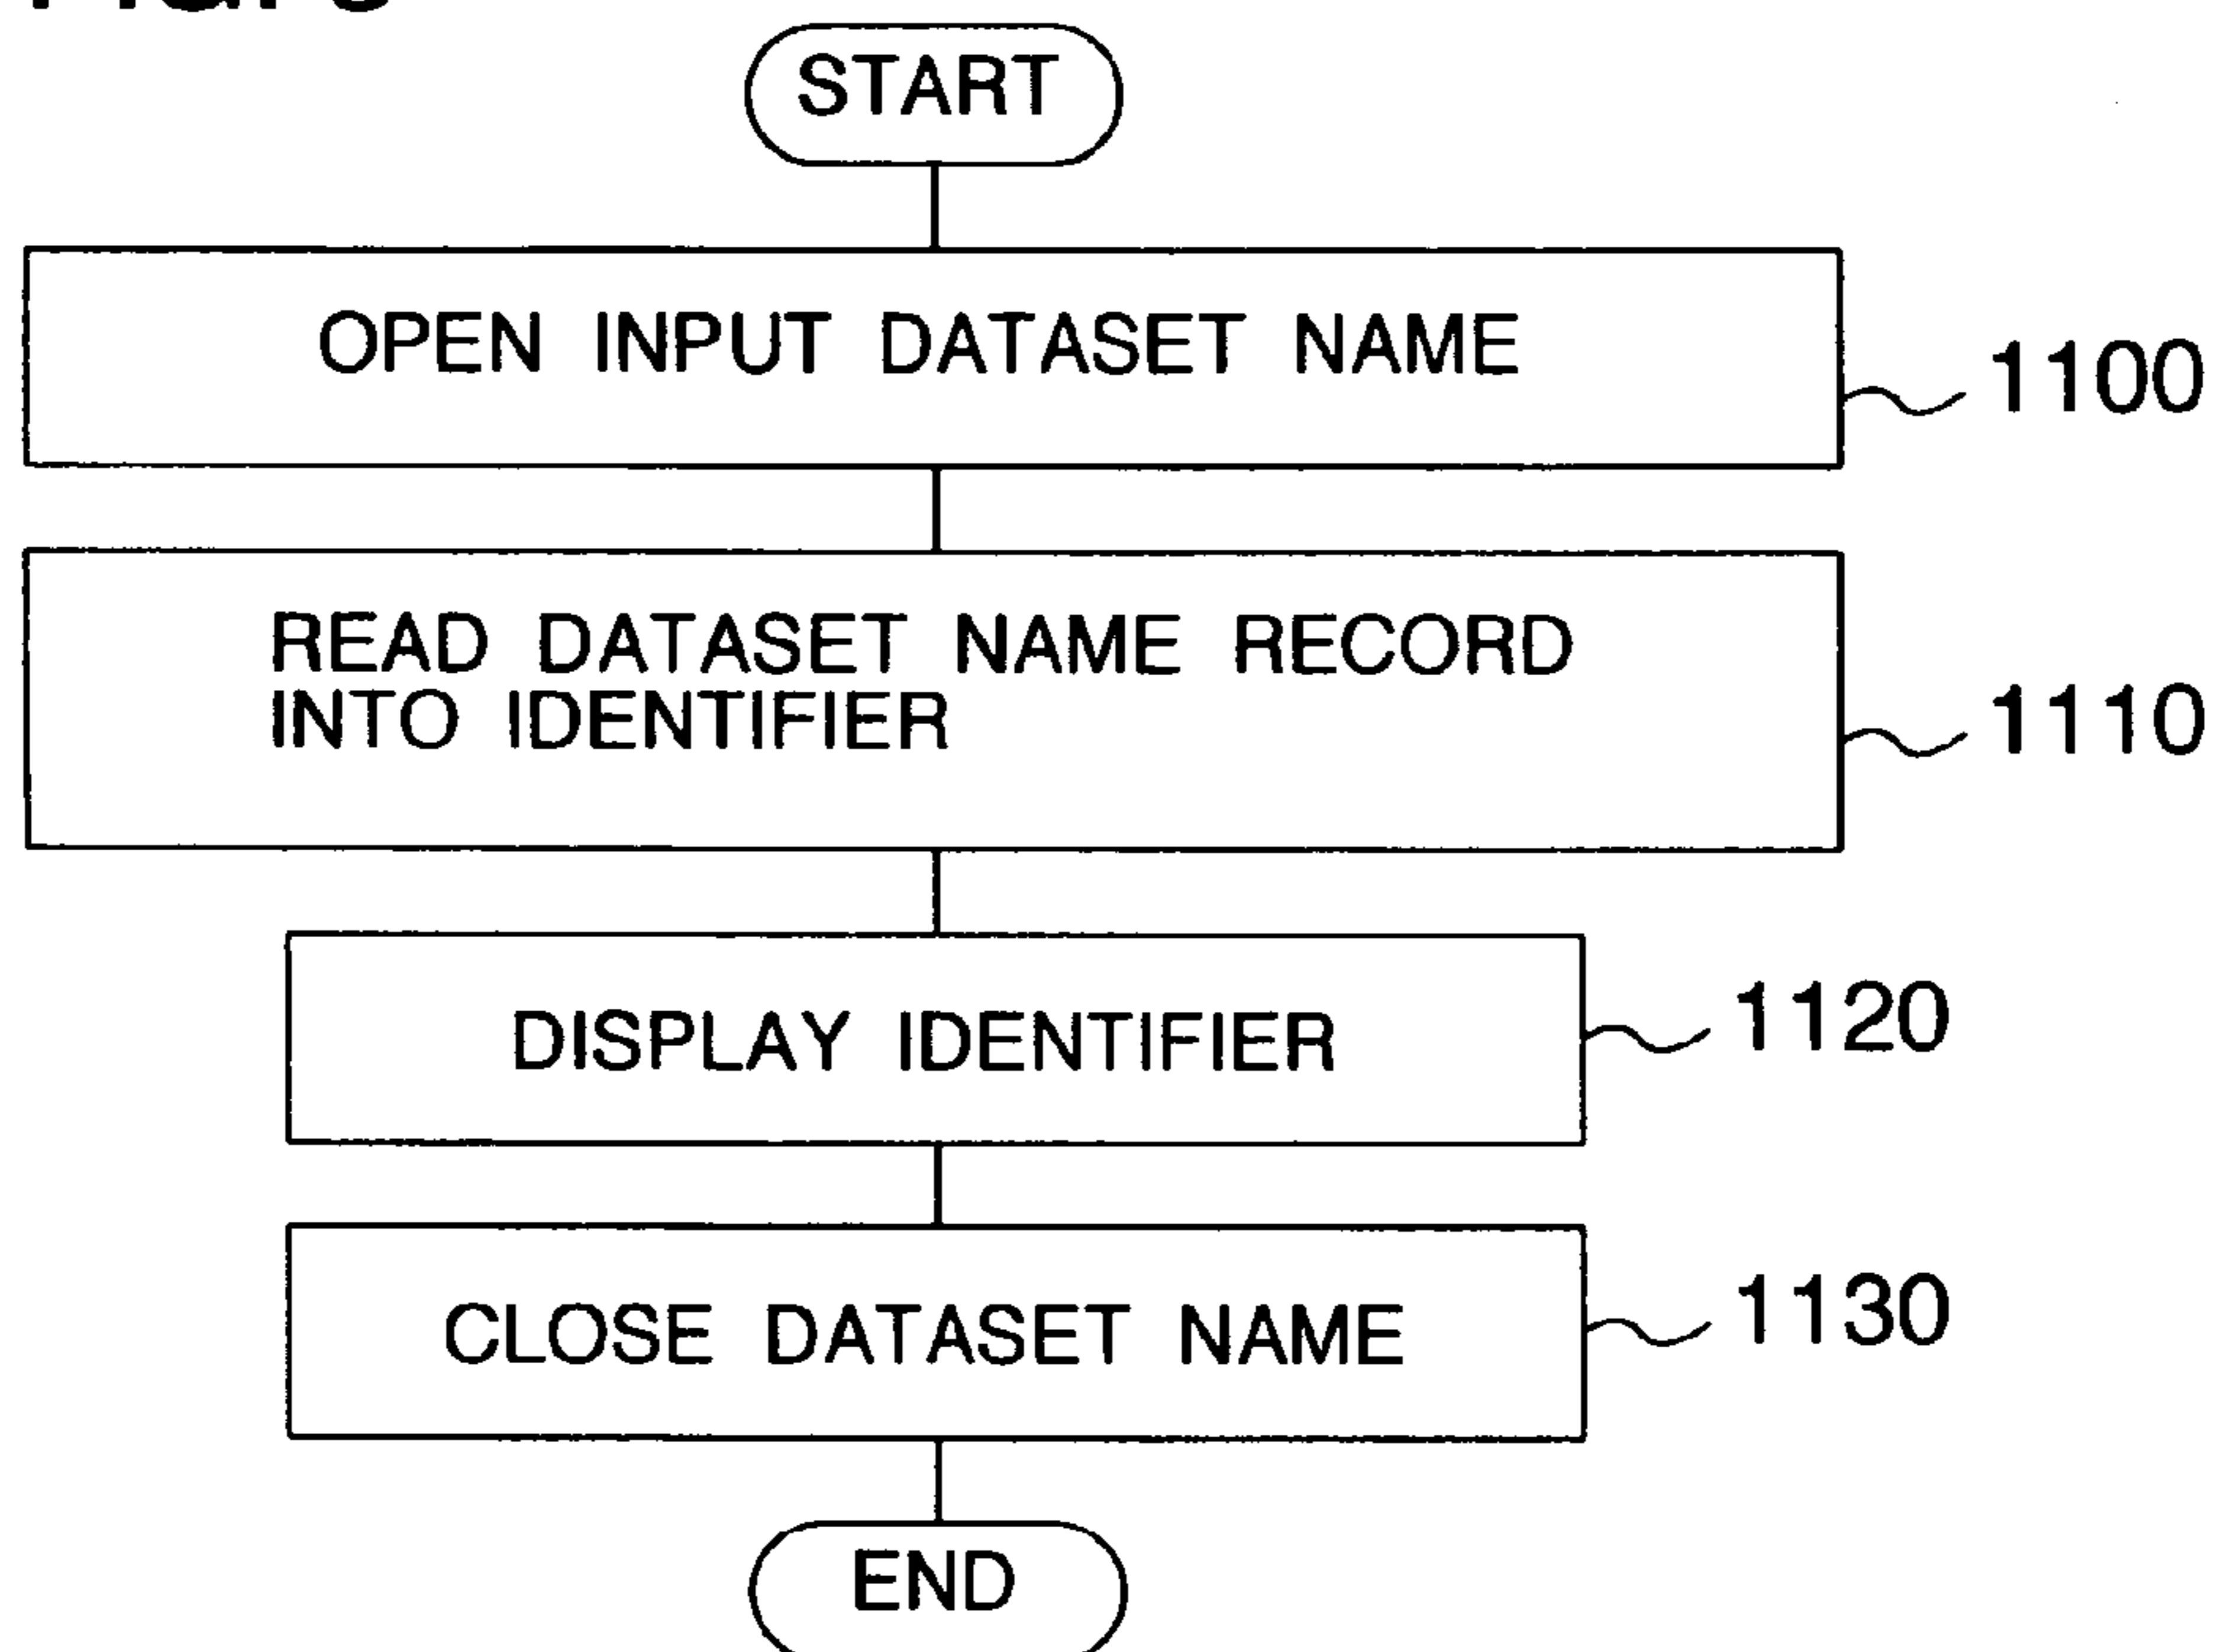 START
OPEN INPUT DATASET NAME
1100
READ DATASET NAME RECORD
INTO IDENTIFIER
1110
DISPLAY IDENTIFIER
1120
CLOSE DATASET NAME
1130
END